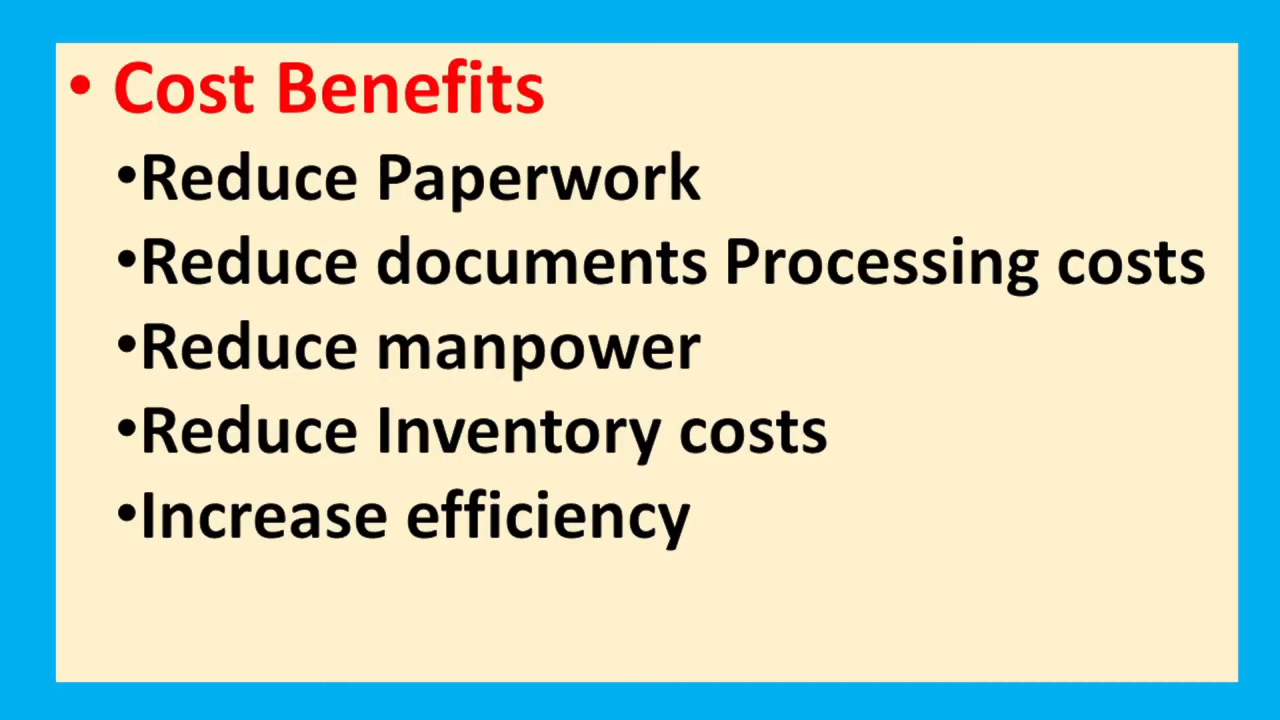 • Cost Benefits
•Reduce Paperwork
•Reduce documents Processing costs
•Reduce manpower
•Reduce Inventory costs
•Increase efficiency